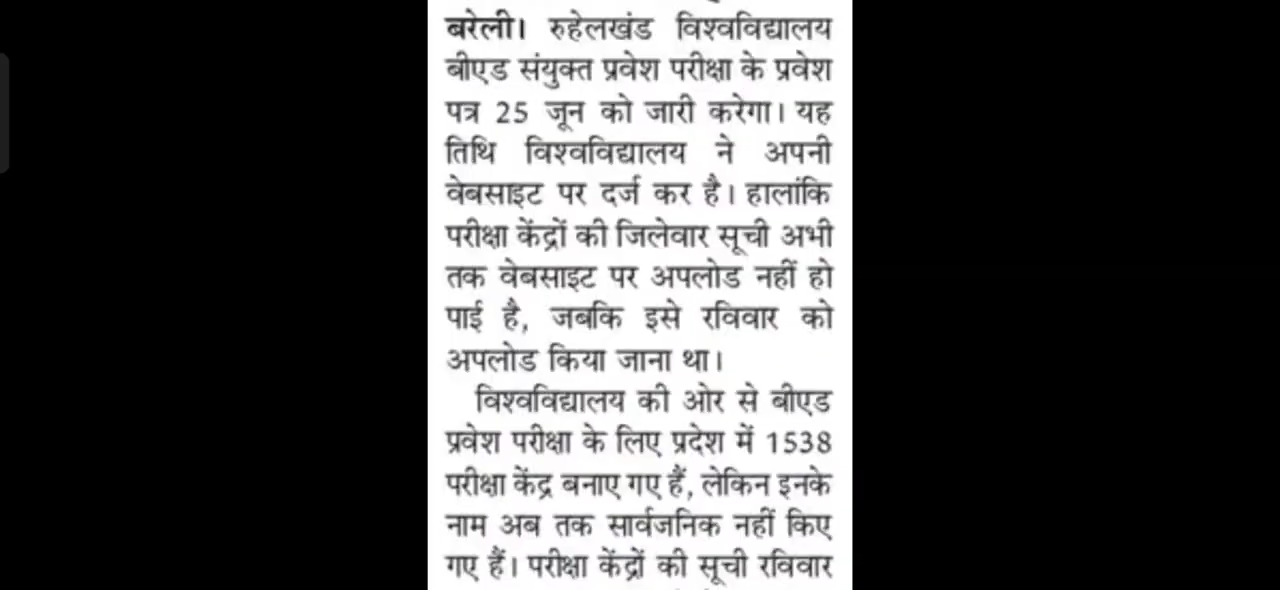 बरेली। रुहेलखंड विश्वविद्यालय
बीएड संयुक्त प्रवेश परीक्षा के प्रवेश
पत्र 25 जून को जारी करेगा। यह
तिथि विश्वविद्यालय ने अपनी
वेबसाइट पर दर्ज कर है। हालांकि
परीक्षा केंद्रों की जिलेवार सूची अभी
तक वेबसाइट पर अपलोड नहीं हो
पाई है, जबकि इसे रविवार को
अपलोड किया जाना था।
विश्वविद्यालय की ओर से बीएड
प्रवेश परीक्षा के लिए प्रदेश में 1538
परीक्षा केंद्र बनाए गए हैं, लेकिन इनके
नाम अब तक सार्वजनिक नहीं किए
गए हैं। परीक्षा केंद्रों की सूची रविवार